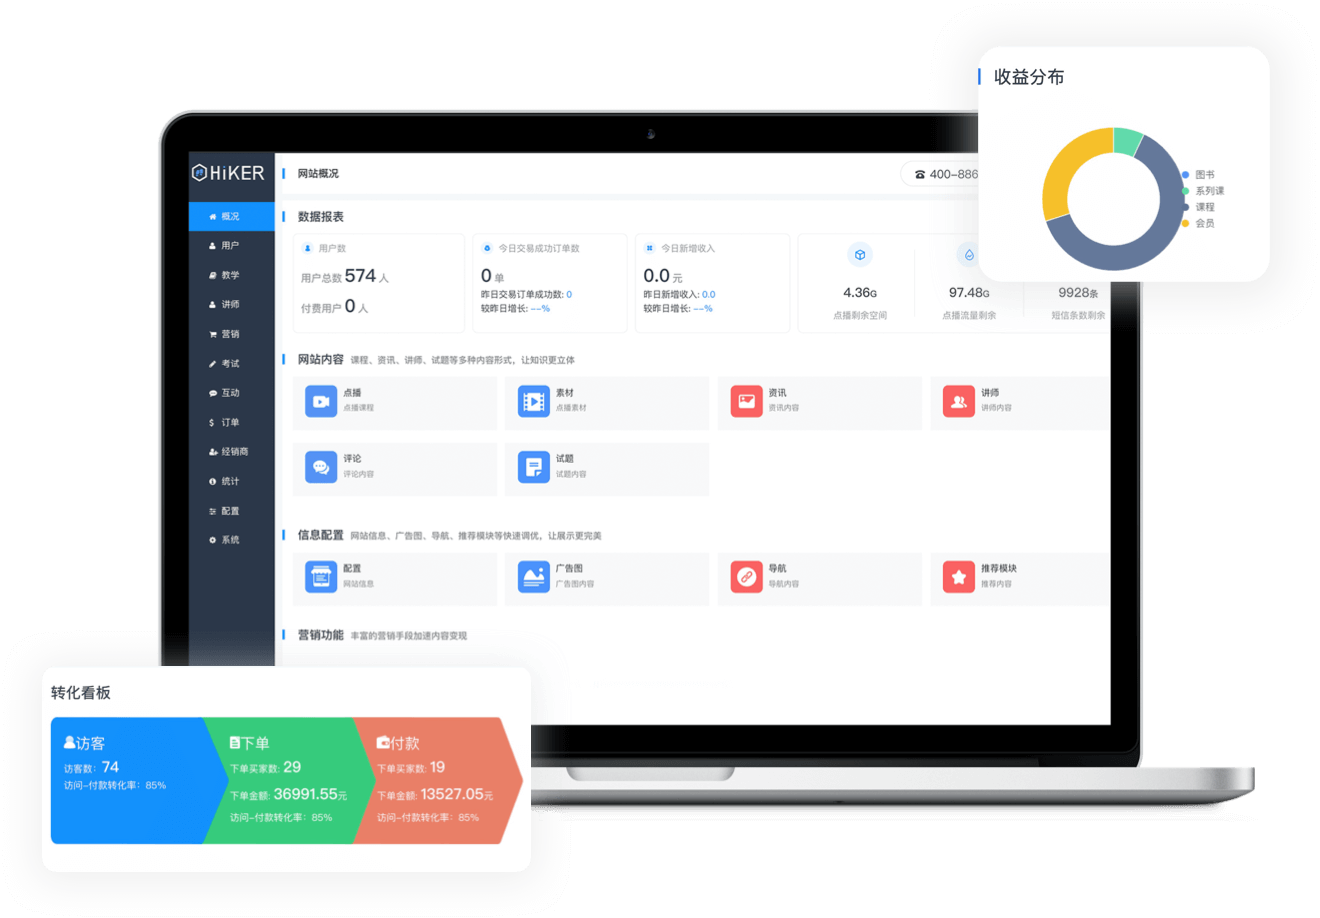 收益分布
图书
系列课
课程
会员
HiKER
网站概况
400-886
概况
用户
教学
讲师
营销
考试
互动
订单
经销商
统计
配置
系统
数据报表
用户数
用户总数 574 人
付费用户 0 人
今日交易成功订单数
0 单
昨日交易订单成功数: 0
较昨日增长: --%
今日新增收入
0.0 元
昨日新增收入: 0.0
较昨日增长: --%
4.36G
点播剩余空间
97.48G
点播流量剩余
9928条
短信条数剩余
网站内容 课程、资讯、讲师、试题等多种内容形式，让知识更立体
点播
点播课程
素材
点播素材
资讯
资讯内容
讲师
讲师内容
评论
评论内容
试题
试题内容
信息配置 网站信息、广告图、导航、推荐模块等快速调优，让展示更完美
配置
网站信息
广告图
广告图内容
导航
导航内容
推荐模块
推荐内容
营销功能 丰富的营销手段加速内容变现
转化看板
访客
访客数: 74
访问-付款转化率: 85%
下单
下单买家数: 29
下单金额: 36991.55元
访问-付款转化率: 85%
付款
下单买家数: 19
下单金额: 13527.05元
访问-付款转化率: 85%